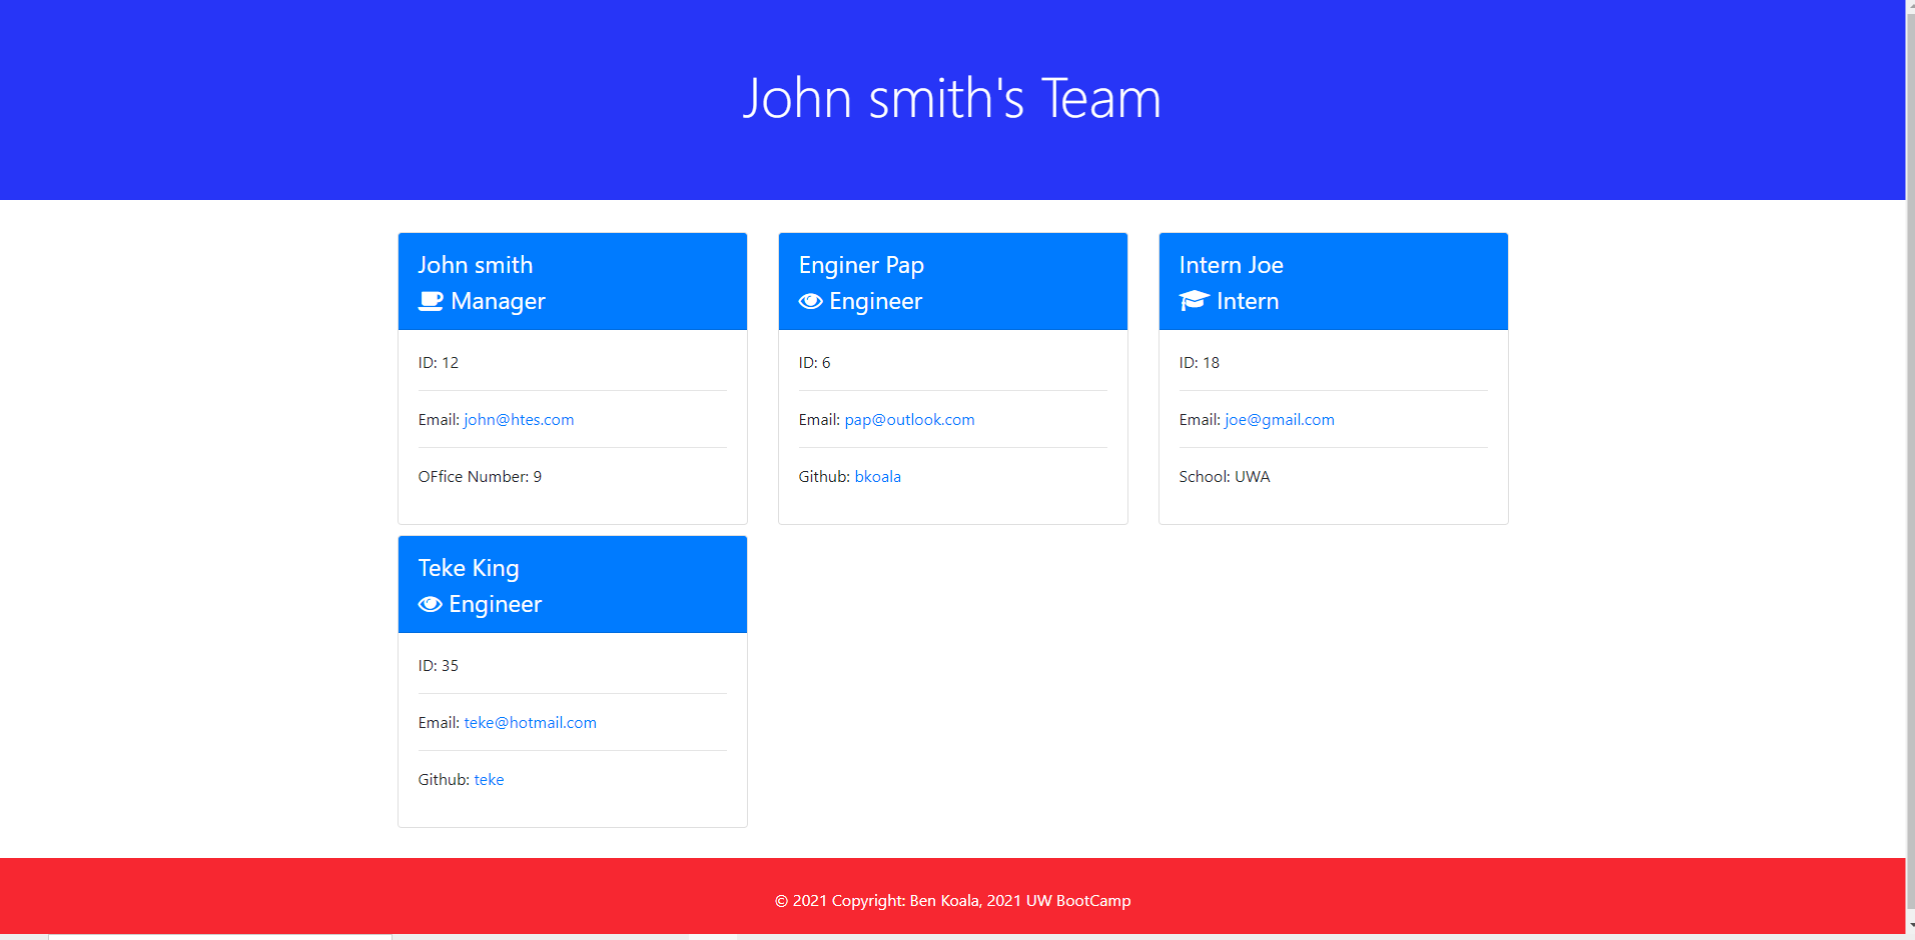 John smith's Team
John smith
Manager
ID: 12
Email: john@htes.com
OFfice Number: 9
Enginer Pap
Engineer
ID: 6
Email: pap@outlook.com
Github: bkoala
Intern Joe
Intern
ID: 18
Email: joe@gmail.com
School: UWA
Teke King
Engineer
ID: 35
Email: teke@hotmail.com
Github: teke
© 2021 Copyright: Ben Koala, 2021 UW BootCamp